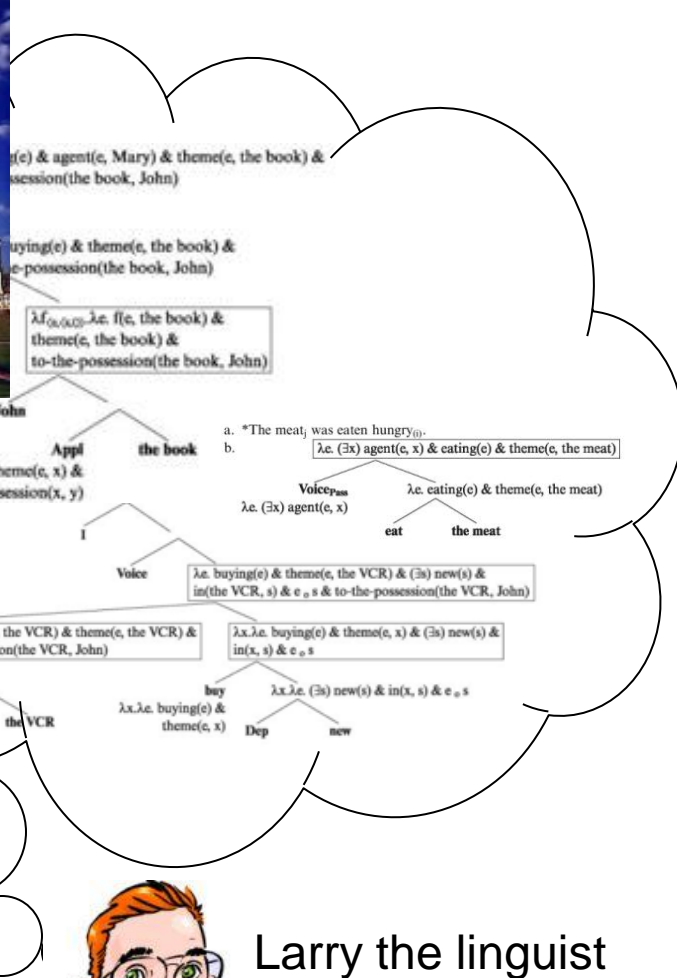 g(e) & agent(e, Mary) & theme(e, the book) &
ssession(the book, John)
uying(e) & theme(e, the book) &
e-possession(the book, John)
λe. f(e, the book) &
theme(e, the book) &
to-the-possession(the book, John)
ohn
Appl
the book
heme(e, x) &
session(x, y)
a. *The meatⱼ was eaten hungry₍ᵢ₎.
b.
λe. (∃x) agent(e, x) & eating(e) & theme(e, the meat)
VoicePass
λe. eating(e) & theme(e, the meat)
λe. (∃x) agent(e, x)
eat
the meat
I
Voice
λe. buying(e) & theme(e, the VCR) & (∃s) new(s) &
in(the VCR, s) & e o s & to-the-possession(the VCR, John)
the VCR) & theme(e, the VCR) &
on(the VCR, John)
λx.λe. buying(e) & theme(e, x) & (∃s) new(s) &
in(x, s) & e o s
buy
λx.λe. (∃s) new(s) & in(x, s) & e o s
λx.λe. buying(e) &
theme(e, x)
the VCR
Dep
new
Larry the linguist